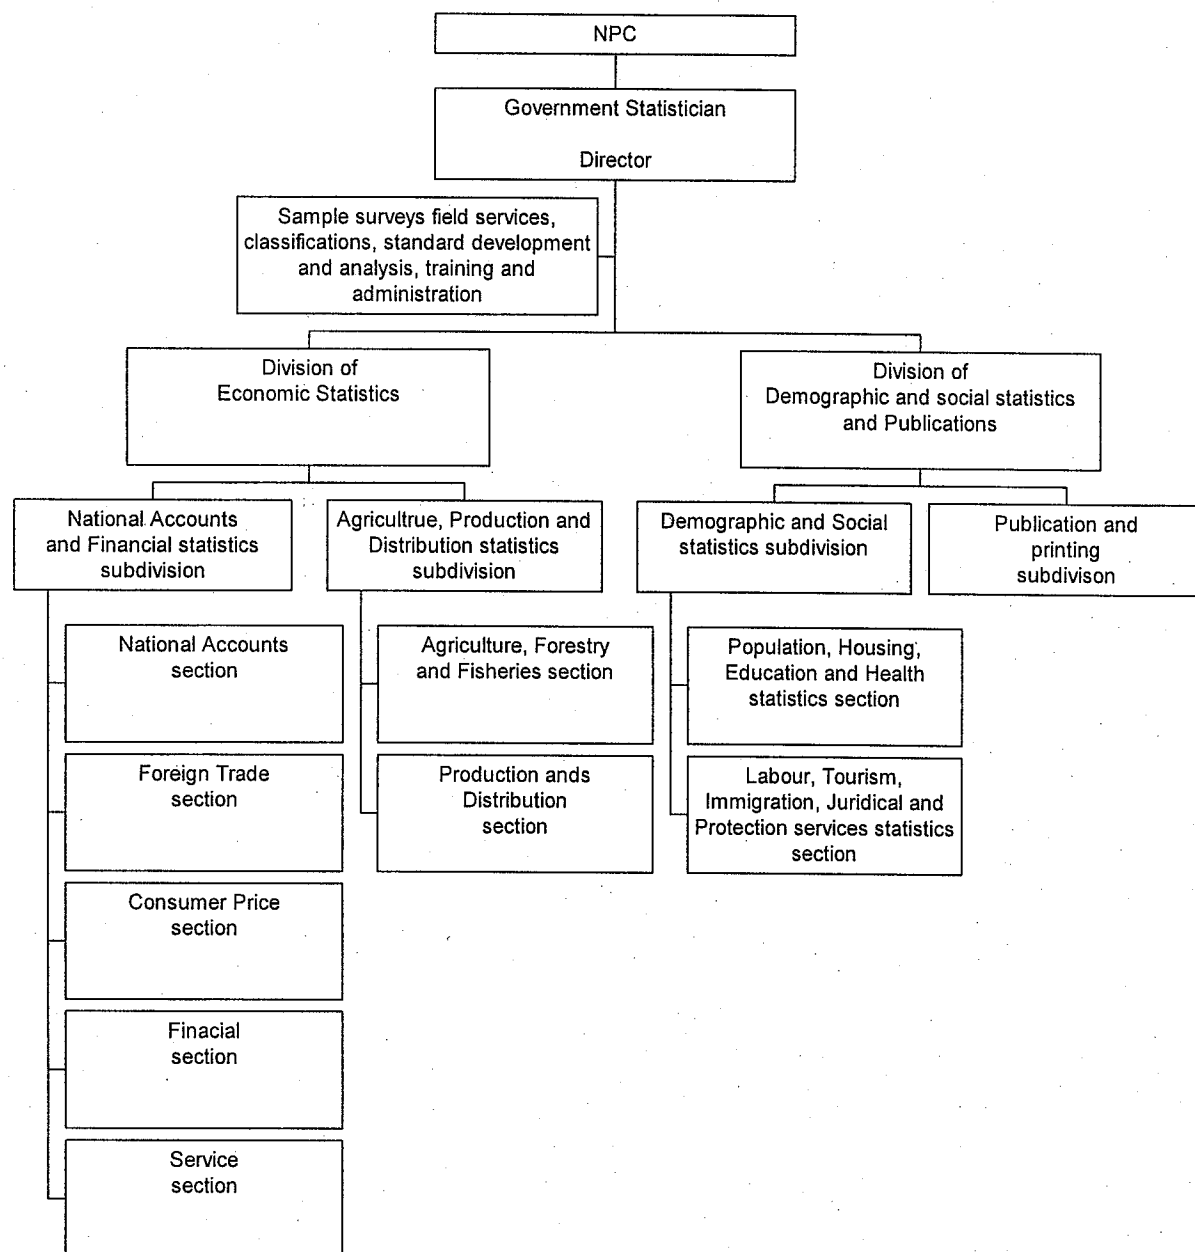 NPC
Government Statistician
Director
Sample surveys field services,
classifications, standard development
and analysis, training and
administration
Division of
Economic Statistics
Division of
Demographic and social statistics
and Publications
National Accounts
and Financial statistics
subdivision
Agricultrue, Production and
Distribution statistics
subdivision
Demographic and Social
statistics subdivision
Publication and
printing
subdivison
National Accounts
section
Agriculture, Forestry
and Fisheries section
Population, Housing,
Education and Health
statistics section
Foreign Trade
section
Production ands
Distribution
section
Labour, Tourism,
Immigration, Juridical and
Protection services statistics
section
Consumer Price
section
Finacial
section
Service
section